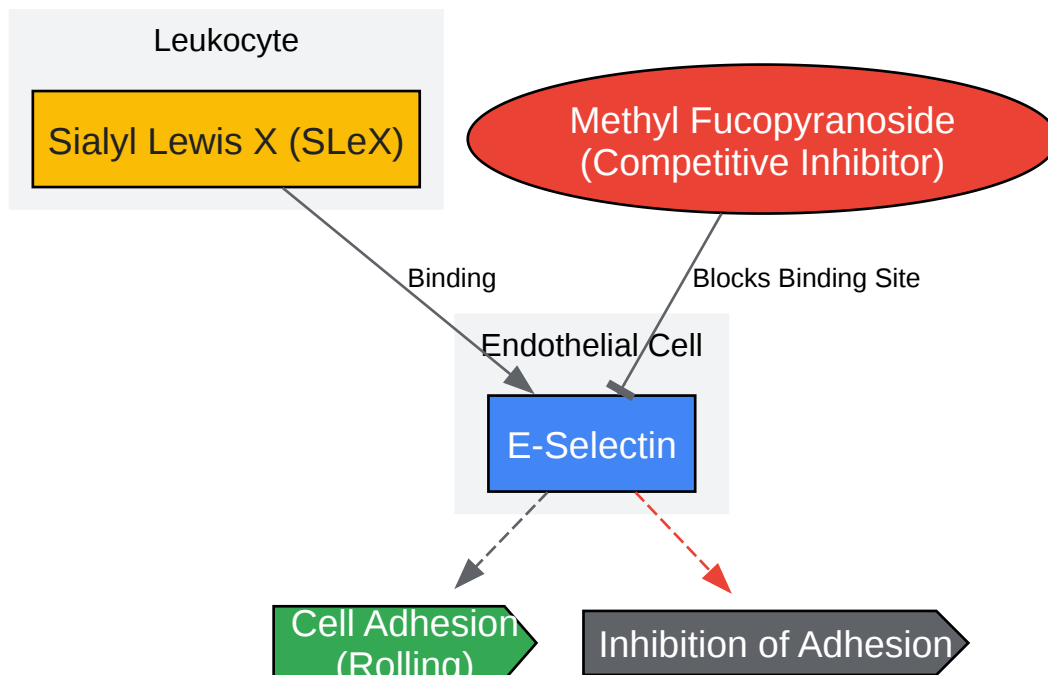 Leukocyte
Sialyl Lewis X (SLeX)
Methyl Fucopyranoside
(Competitive Inhibitor)
Binding
Blocks Binding Site
Endothelial Cell
E-Selectin
Cell Adhesion
(Rolling)
Inhibition of Adhesion